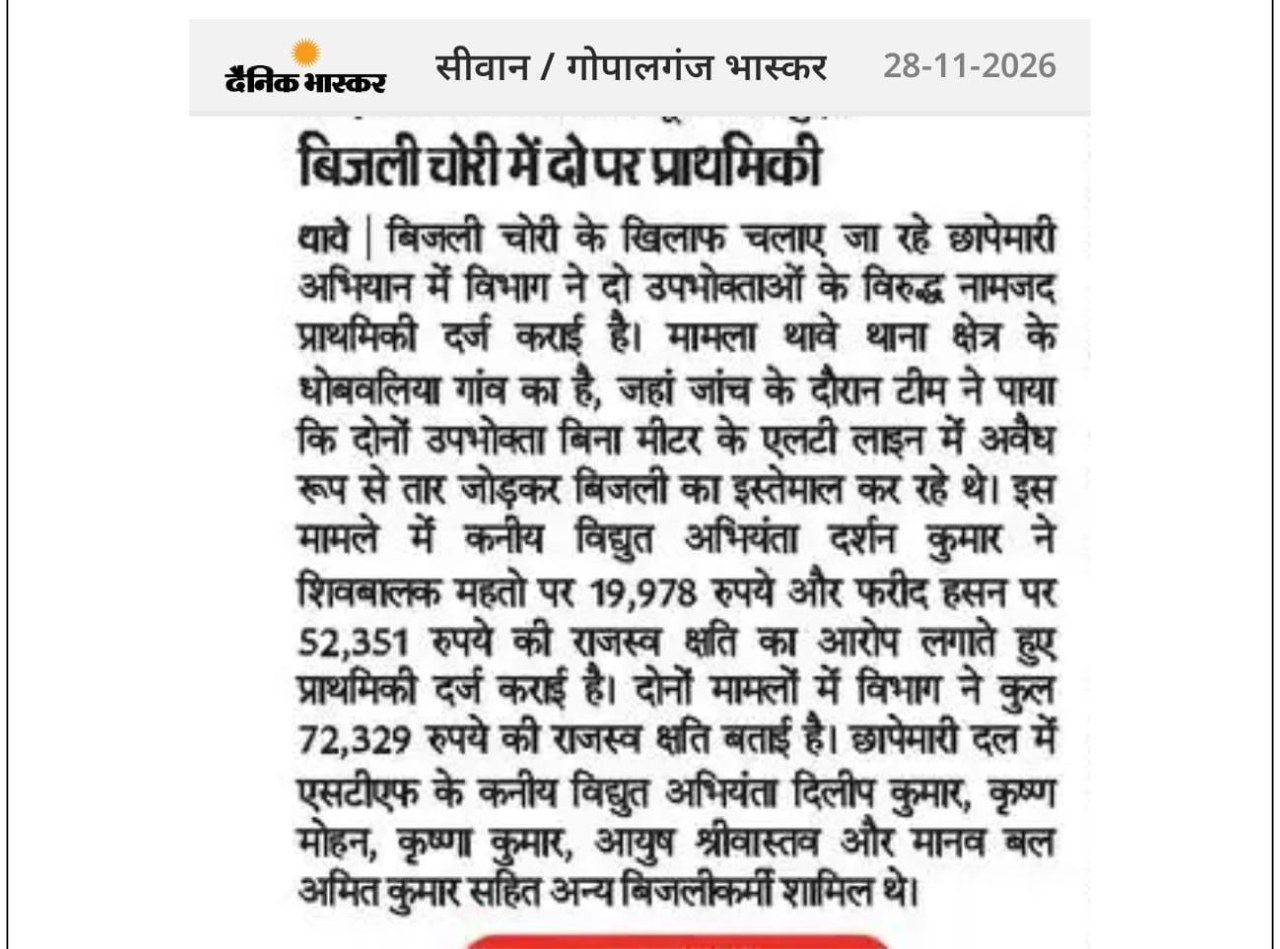 दैनिक भास्कर
सीवान / गोपालगंज भास्कर
28-11-2026
बिजली चोरी में दो पर प्राथमिकी
थावे | बिजली चोरी के खिलाफ चलाए जा रहे छापेमारी
अभियान में विभाग ने दो उपभोक्ताओं के विरुद्ध नामजद
प्राथमिकी दर्ज कराई है। मामला थावे थाना क्षेत्र के
धोबवलिया गांव का है, जहां जांच के दौरान टीम ने पाया
कि दोनों उपभोक्ता बिना मीटर के एलटी लाइन में अवैध
रूप से तार जोड़कर बिजली का इस्तेमाल कर रहे थे। इस
मामले में कनीय विद्युत अभियंता दर्शन कुमार ने
शिवबालक महतो पर 19,978 रुपये और फरीद हसन पर
52,351 रुपये की राजस्व क्षति का आरोप लगाते हुए
प्राथमिकी दर्ज कराई है। दोनों मामलों में विभाग ने कुल
72,329 रुपये की राजस्व क्षति बताई है। छापेमारी दल में
एसटीएफ के कनीय विद्युत अभियंता दिलीप कुमार, कृष्ण
मोहन, कृष्णा कुमार, आयुष श्रीवास्तव और मानव बल
अमित कुमार सहित अन्य बिजलीकर्मी शामिल थे।